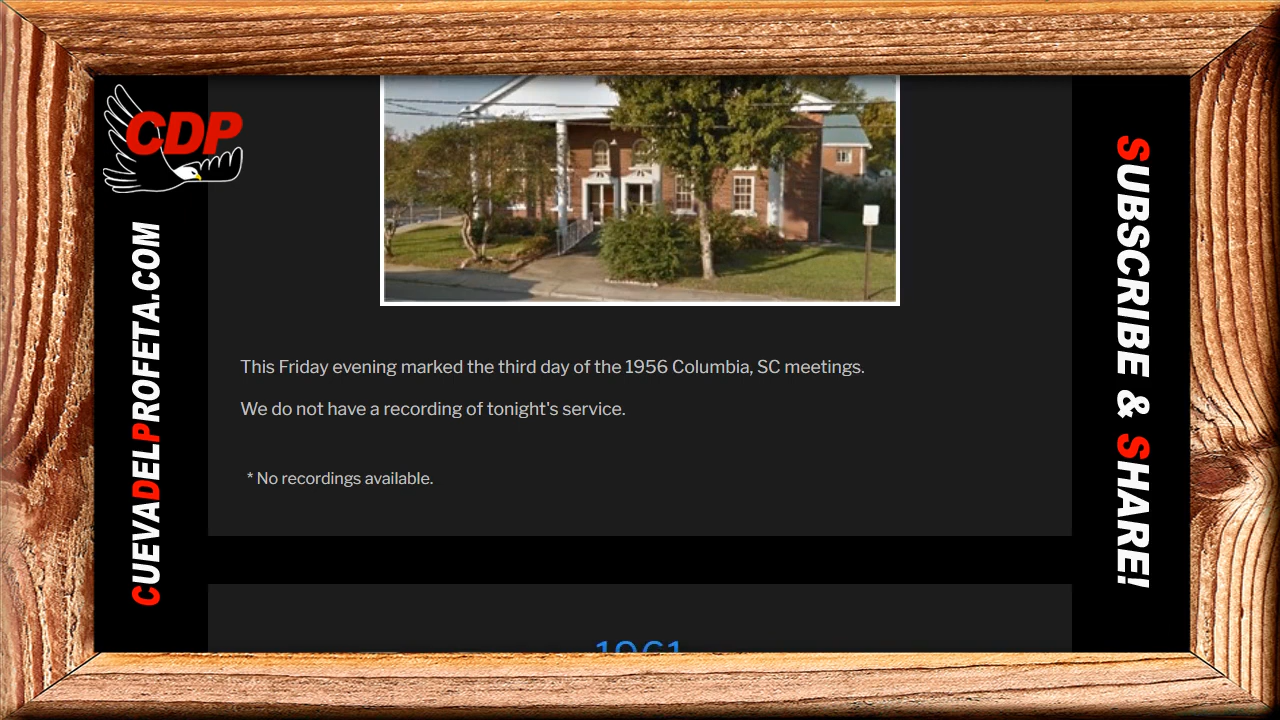 CDP
CUEVADELPROFETA.COM
This Friday evening marked the third day of the 1956 Columbia, SC meetings.
We do not have a recording of tonight's service.
* No recordings available.
1961
SUBSCRIBE & SHARE!